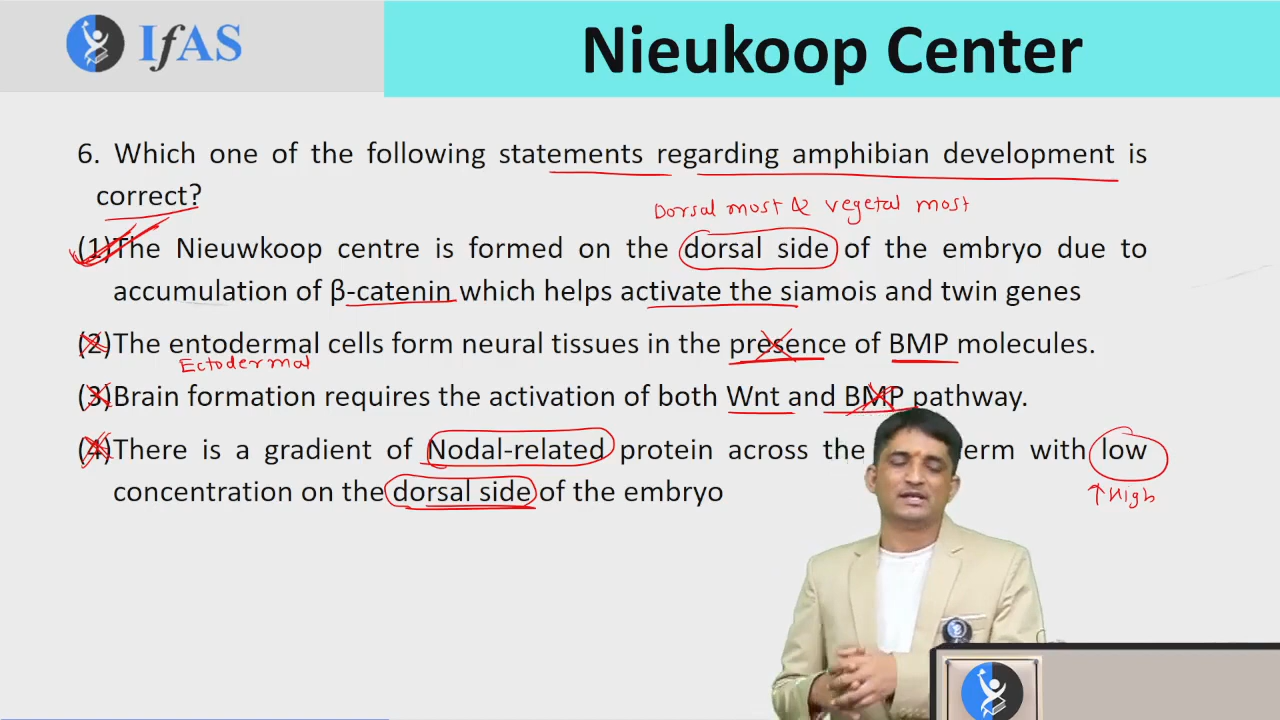 IfAS
Nieukoop Center
6. Which one of the following statements regarding amphibian development is
correct?
Dorsal most & vegetal most
(1)The Nieuwkoop centre is formed on the dorsal side of the embryo due to
accumulation of β-catenin which helps activate the siamois and twin genes
(2)The entodermal cells form neural tissues in the presence of BMP molecules.
Ectodermal
(3)Brain formation requires the activation of both Wnt and BMP pathway.
(4)There is a gradient of Nodal-related protein across the erm with low
concentration on the dorsal side of the embryo
↑High